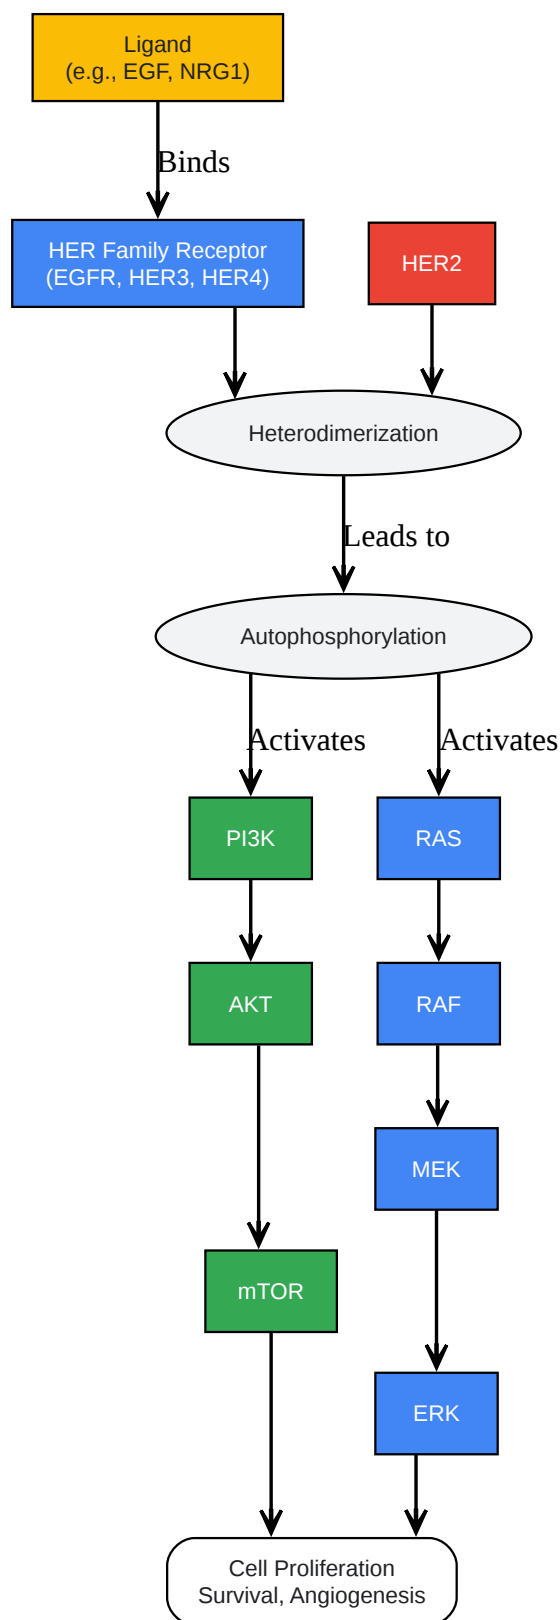 Ligand
(e.g., EGF, NRG1)
Binds
HER Family Receptor
(EGFR, HER3, HER4)
HER2
Heterodimerization
Leads to
Autophosphorylation
Activates
Activates
PI3K
RAS
AKT
RAF
MEK
mTOR
ERK
Cell Proliferation
Survival, Angiogenesis